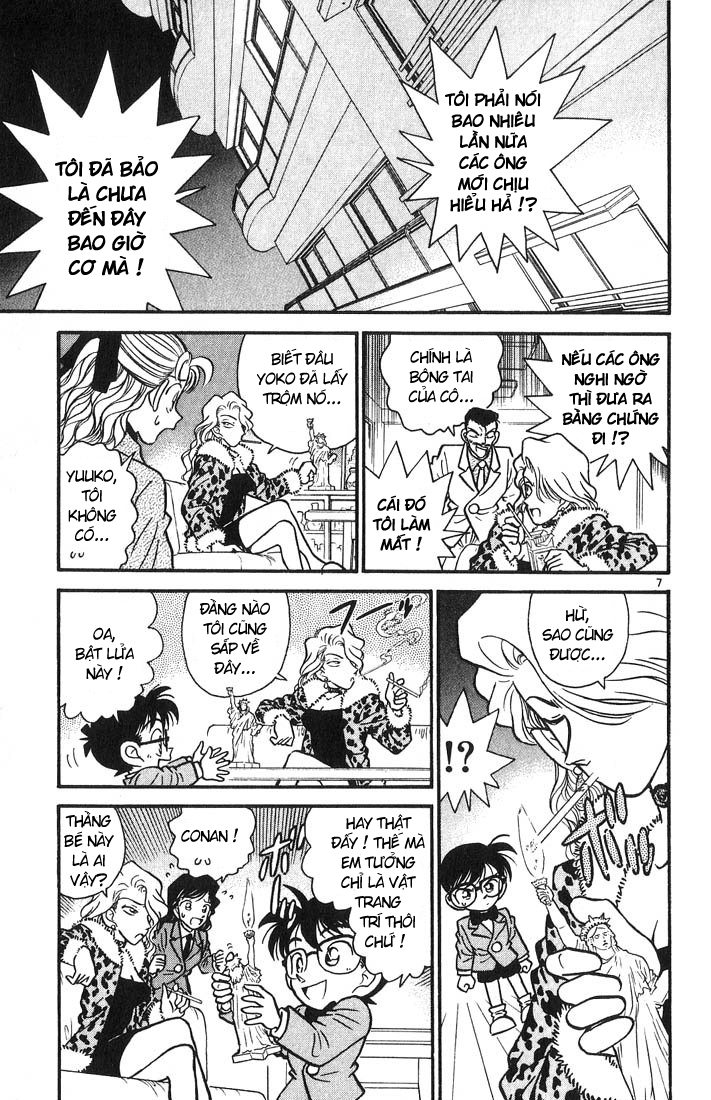 TÔI PHẢI NÓI
BAO NHIÊU
LẦN NỮA
CÁC ÔNG
MỚI CHỊU
HIỂU HẢ !?
TÔI ĐÃ BẢO
LÀ CHƯA
ĐẾN ĐÂY
BAO GIỜ
CƠ MÀ !
NẾU CÁC ÔNG
NGHI NGỜ
THÌ ĐƯA RA
BẰNG CHỨNG
ĐI !?
CHÍNH LÀ
BÔNG TAI
CỦA CÔ...
CÁI ĐÓ
TÔI LÀM
MẤT !
BIẾT ĐÂU
YOKO ĐÃ LẤY
TRỘM NÓ...
YUUKO,
TÔI
KHÔNG
CÓ...
7
HỪ,
SAO CŨNG
ĐƯỢC...
!?
ĐẰNG NÀO
TÔI CŨNG
SẮP VỀ
ĐÂY...
OA,
BẬT LỬA
NÀY !
HAY THẬT
ĐẤY ! THẾ MÀ
EM TƯỞNG
CHỈ LÀ VẬT
TRANG
TRÍ THÔI
CHỨ !
CONAN !
THẰNG
BÉ NÀY
LÀ AI
VẬY?